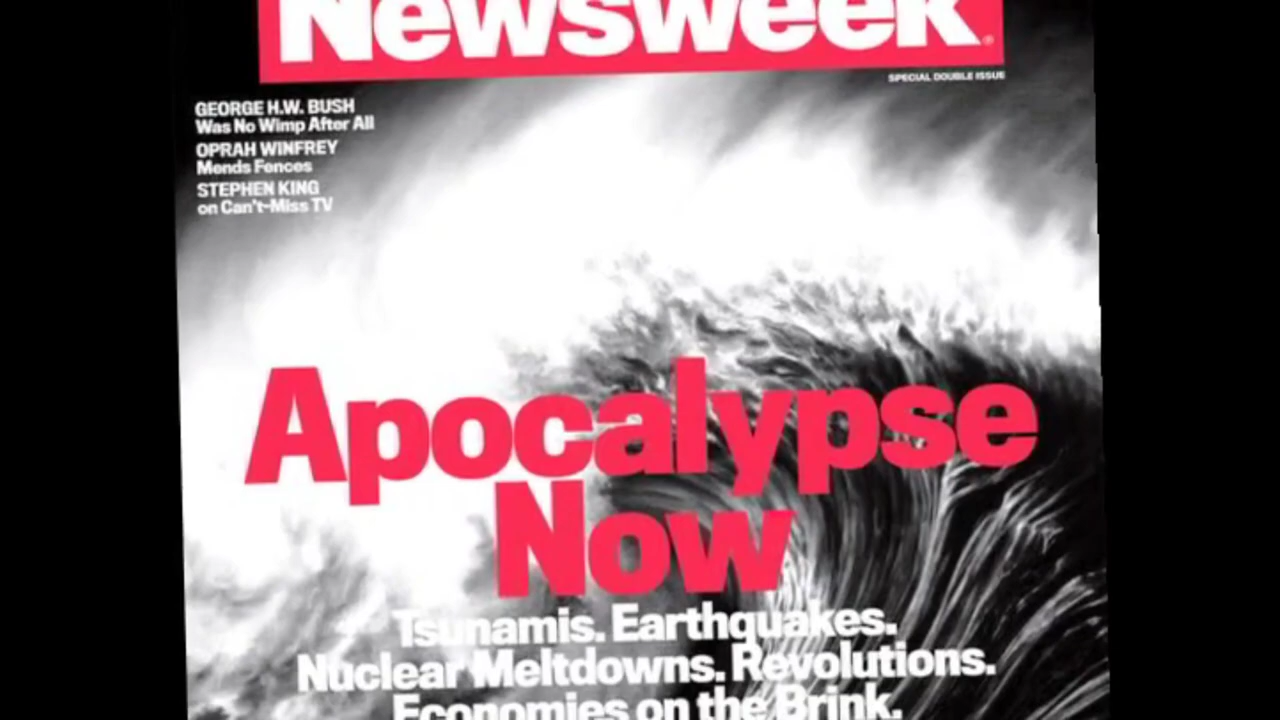 Newsweek®
SPECIAL DOUBLE ISSUE
GEORGE H.W. BUSH
Was No Wimp After All
OPRAH WINFREY
Mends Fences
STEPHEN KING
on Can't-Miss TV
Apocalypse
Now
Tsunamis. Earthquakes.
Nuclear Meltdowns. Revolutions.
Economies on the Brink.